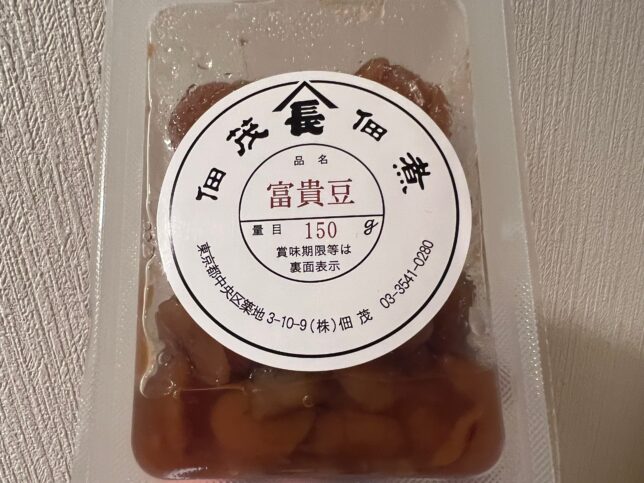 佃茂 長 佃煮
品名
富貴豆
量目 150 g
賞味期限等は
裏面表示
東京都中央区築地3-10-9(株)佃茂 03-3541-0280